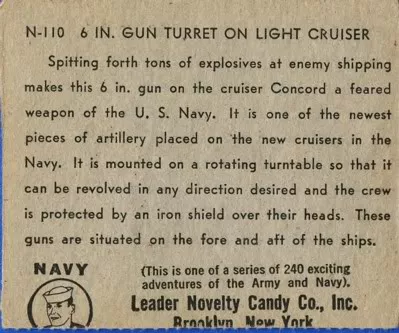 N-110 6 IN. GUN TURRET ON LIGHT CRUISER
Spitting forth tons of explosives at enemy shipping
makes this 6 in. gun on the cruiser Concord a feared
weapon of the U. S. Navy. It is one of the newest
pieces of artillery placed on the new cruisers in the
Navy. It is mounted on a rotating turntable so that it
can be revolved in any direction desired and the crew
is protected by an iron shield over their heads. These
guns are situated on the fore and aft of the ships.
NAVY
(This is one of a series of 240 exciting
adventures of the Army and Navy).
Leader Novelty Candy Co., Inc.
Brooklyn, New York